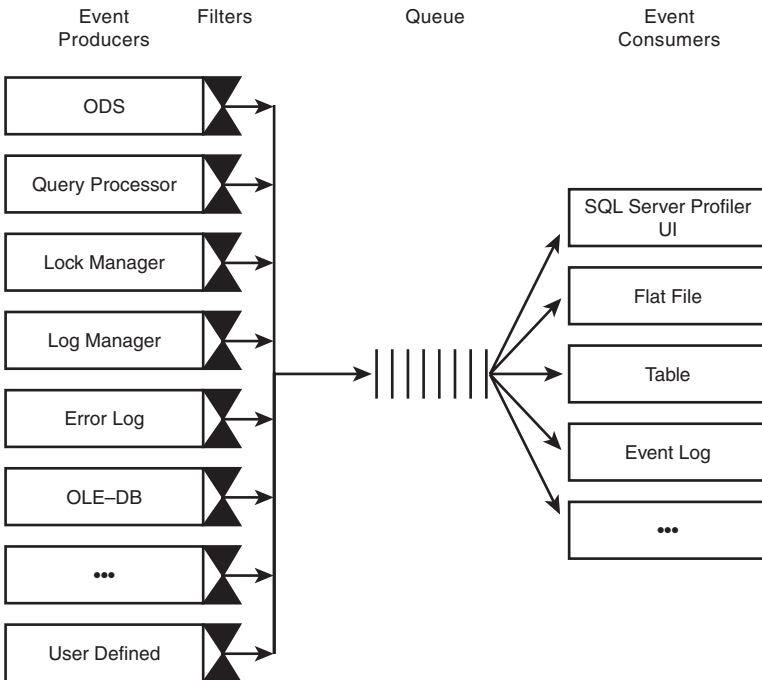 Event
Producers
Filters
Queue
Event
Consumers
ODS
Query Processor
Lock Manager
Log Manager
Error Log
OLE–DB
•••
User Defined
SQL Server Profiler
UI
Flat File
Table
Event Log
•••